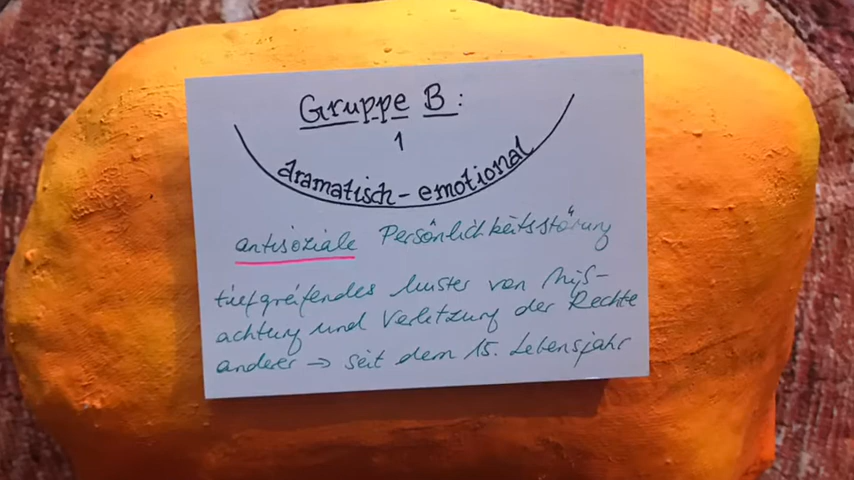 Gruppe B:
1
dramatisch-emotional
antisoziale Persönlichkeitsstörung
tiefgreifendes Muster von Miß-
achtung und Verletzung der Rechte
anderer → seit dem 15. Lebensjahr